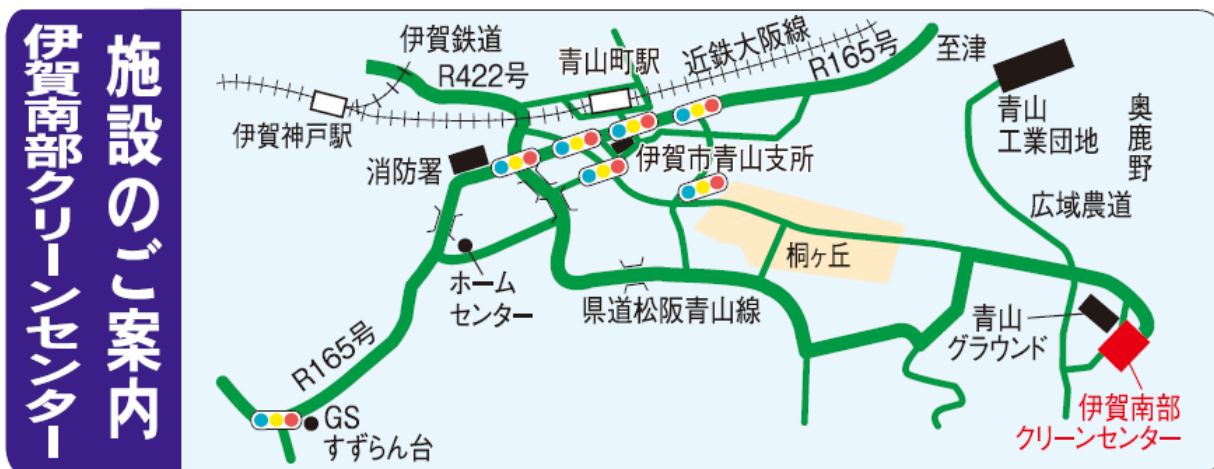 施設のご案内
伊賀南部クリーンセンター
伊賀鉄道
R422号
青山町駅
近鉄大阪線
R165号
至津
伊賀神戸駅
消防署
伊賀市青山支所
青山
工業団地
奥鹿野
広域農道
桐ヶ丘
ホーム
センター
県道松阪青山線
青山
グラウンド
R165号
GS
すずらん台
伊賀南部
クリーンセンター